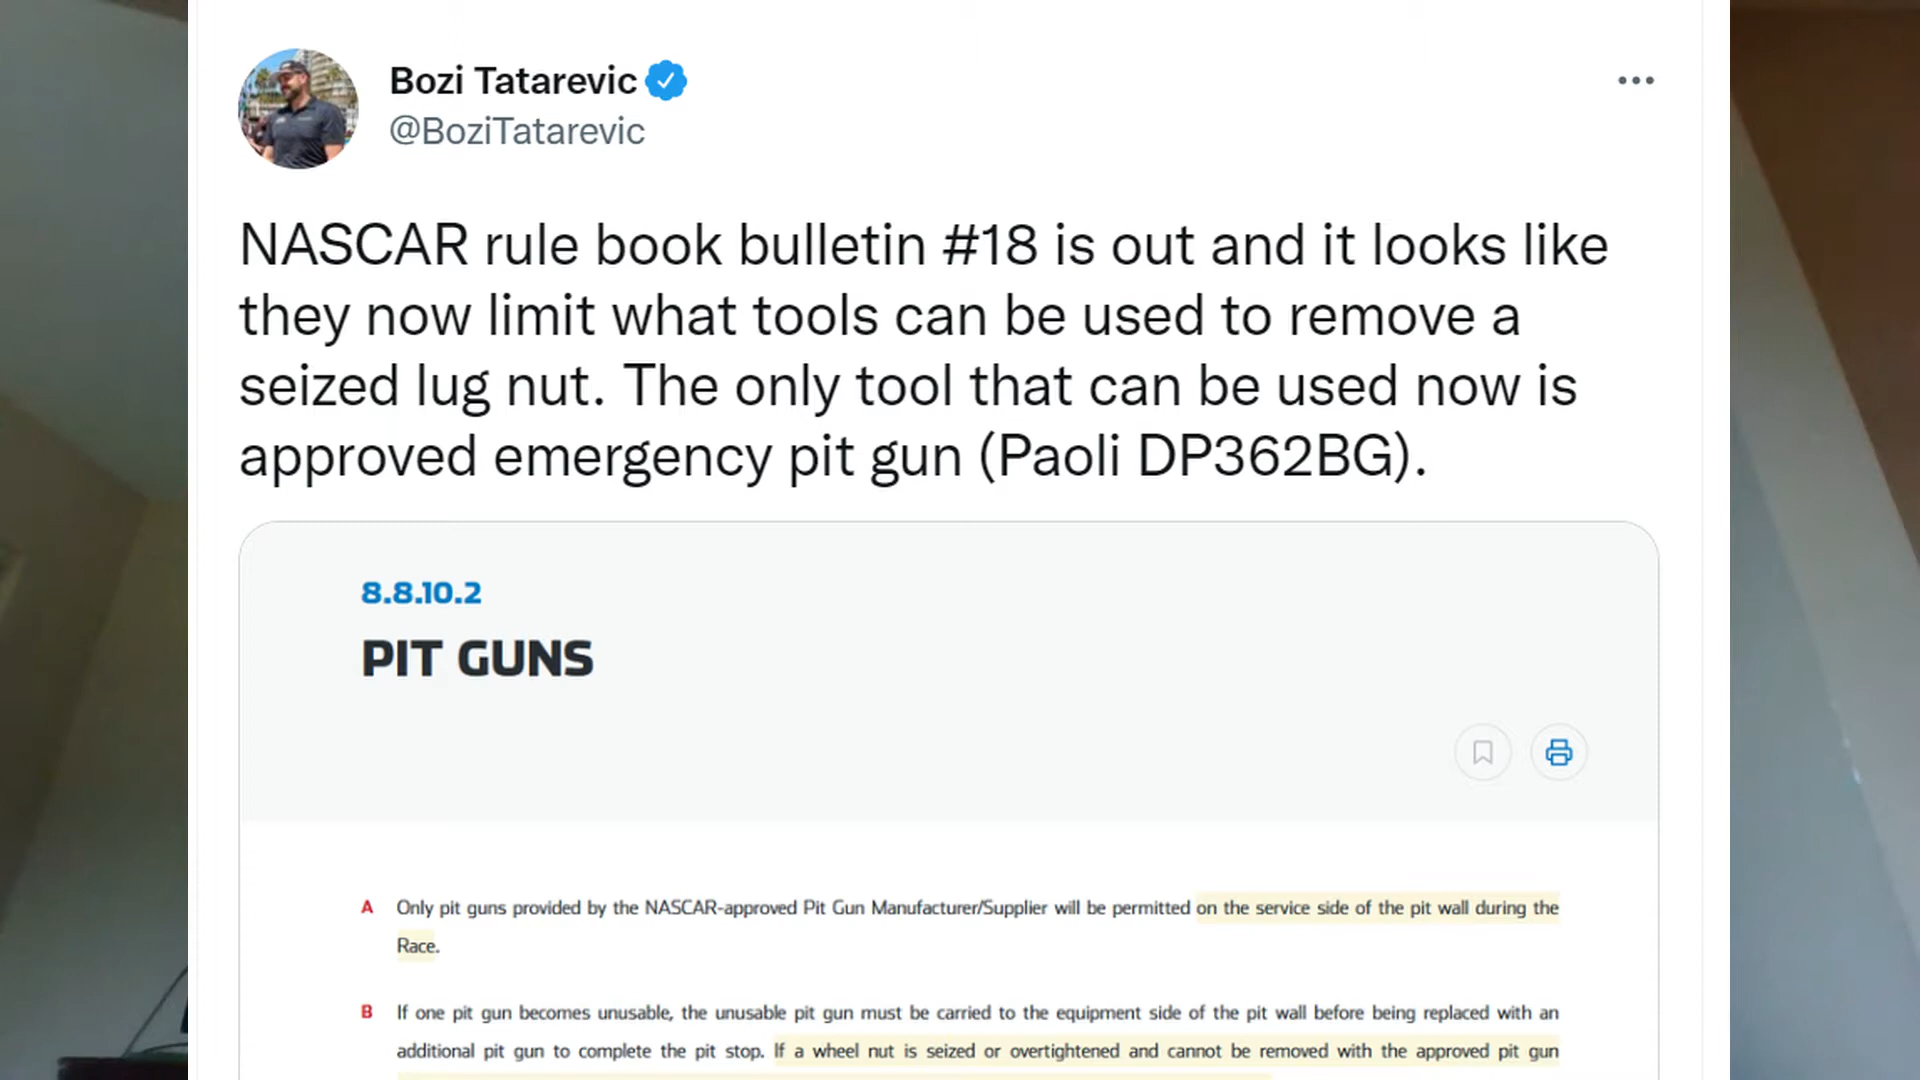 Bozi Tatarevic
@BoziTatarevic
NASCAR rule book bulletin #18 is out and it looks like
they now limit what tools can be used to remove a
seized lug nut. The only tool that can be used now is
approved emergency pit gun (Paoli DP362BG).
8.8.10.2
PIT GUNS
A Only pit guns provided by the NASCAR-approved Pit Gun Manufacturer/Supplier will be permitted on the service side of the pit wall during the
Race.
B If one pit gun becomes unusable, the unusable pit gun must be carried to the equipment side of the pit wall before being replaced with an
additional pit gun to complete the pit stop. If a wheel nut is seized or overtightened and cannot be removed with the approved pit gun